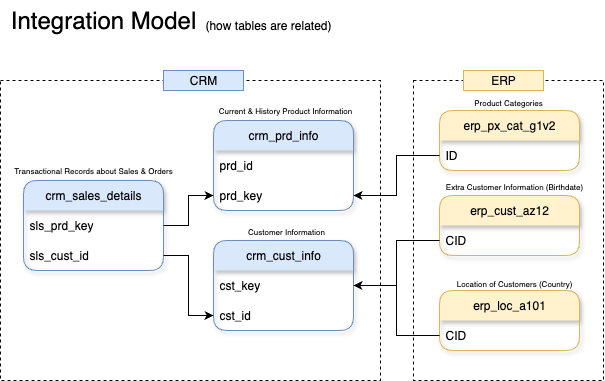 Integration Model (how tables are related)
CRM
ERP
Current & History Product Information
crm_prd_info
prd_id
prd_key
Transactional Records about Sales & Orders
crm_sales_details
sls_prd_key
sls_cust_id
Customer Information
crm_cust_info
cst_key
cst_id
Product Categories
erp_px_cat_g1v2
ID
Extra Customer Information (Birthdate)
erp_cust_az12
CID
Location of Customers (Country)
erp_loc_a101
CID